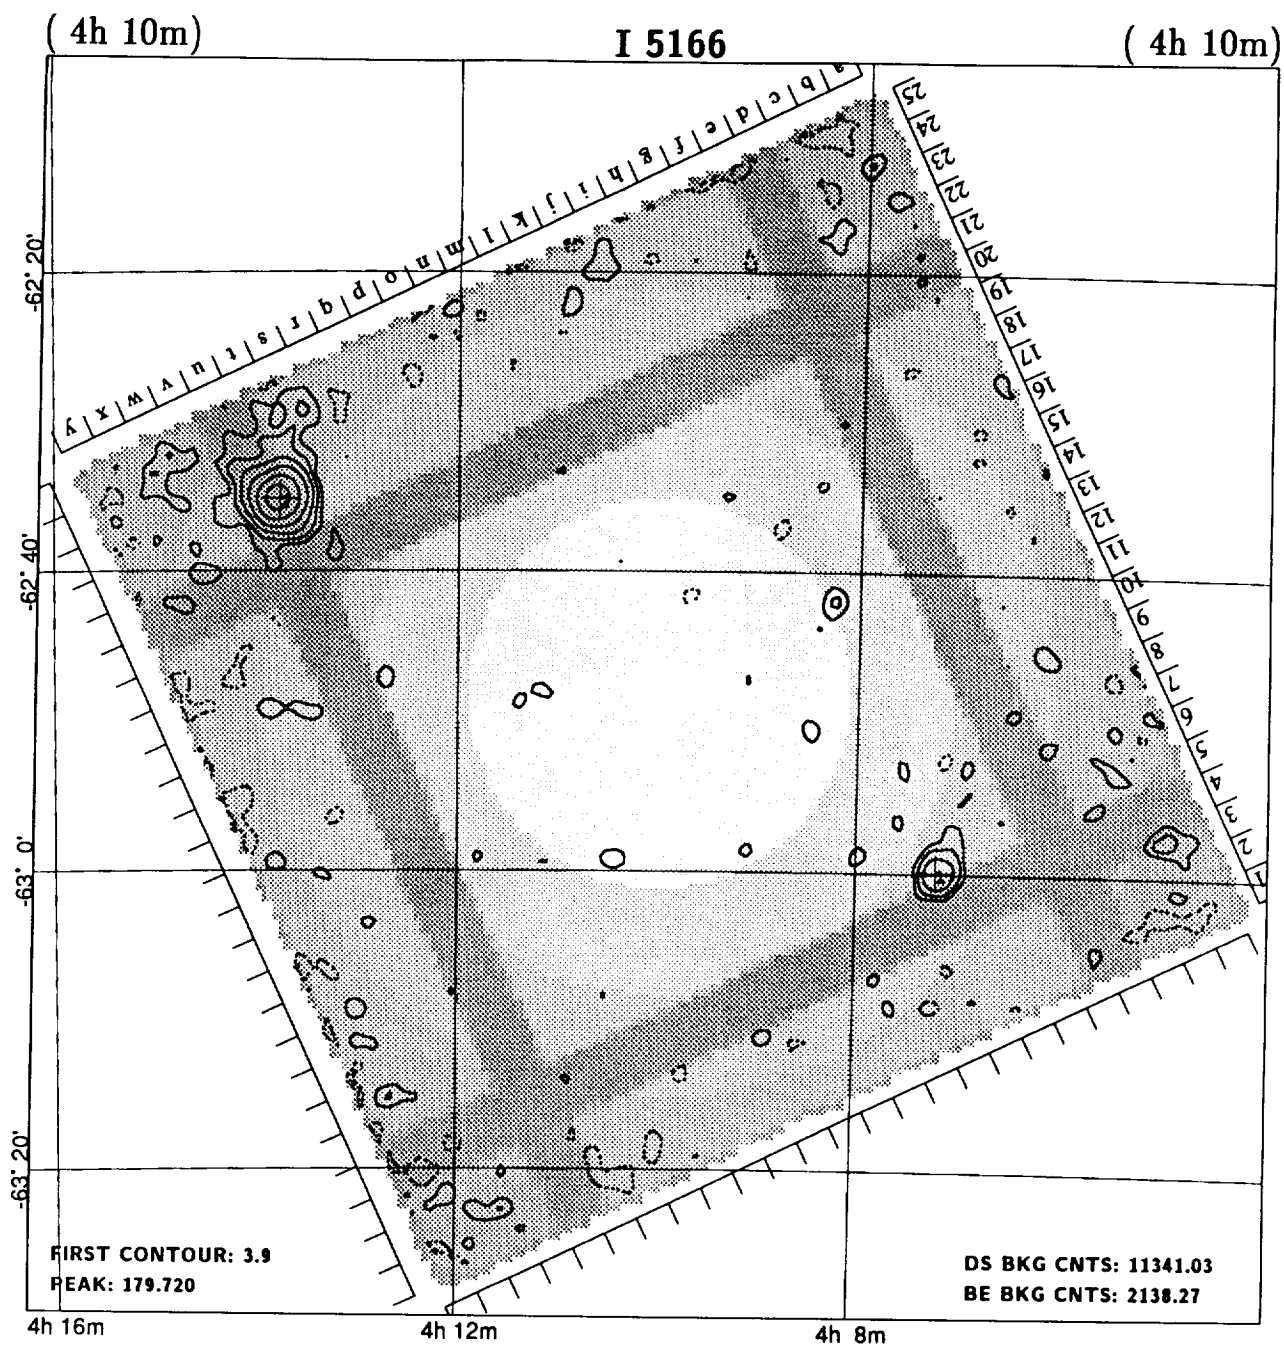 ( 4h 10m)
I 5166
( 4h 10m)
a b c d e f g h i j k l m n o p q r s t u v w x y
25 24 23 22 21 20 19 18 17 16 15 14 13 12 11 10 9 8 7 6 5 4 3 2 1
-62° 20'
-62° 40'
-63° 0'
-63° 20'
FIRST CONTOUR: 3.9
PEAK: 179.720
DS BKG CNTS: 11341.03
BE BKG CNTS: 2138.27
4h 16m
4h 12m
4h 8m